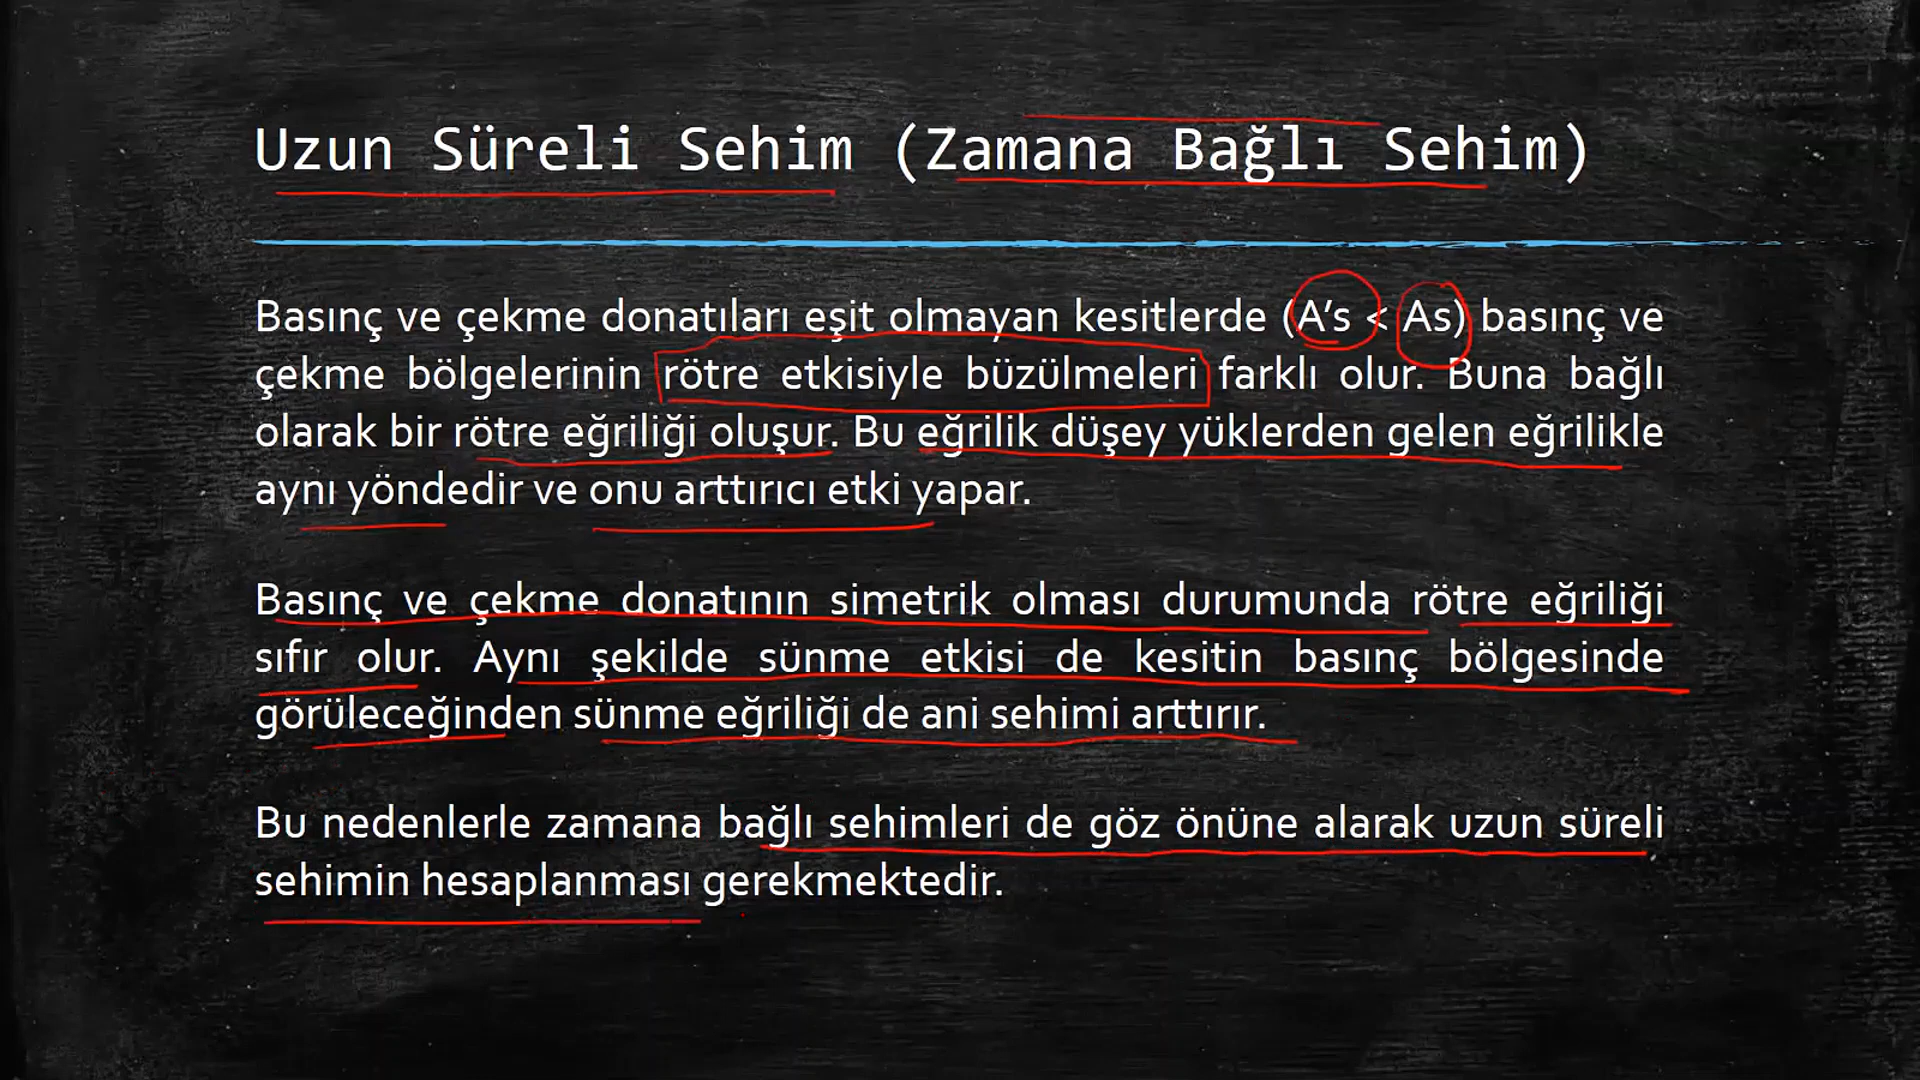 Uzun Süreli Sehim (Zamana Bağlı Sehim)
Basınç ve çekme donatıları eşit olmayan kesitlerde (A's < As) basınç ve
çekme bölgelerinin rötre etkisiyle büzülmeleri farklı olur. Buna bağlı
olarak bir rötre eğriliği oluşur. Bu eğrilik düşey yüklerden gelen eğrilikle
aynı yöndedir ve onu arttırıcı etki yapar.
Basınç ve çekme donatının simetrik olması durumunda rötre eğriliği
sıfır olur. Aynı şekilde sünme etkisi de kesitin basınç bölgesinde
görüleceğinden sünme eğriliği de ani sehimi arttırır.
Bu nedenlerle zamana bağlı sehimleri de göz önüne alarak uzun süreli
sehimin hesaplanması gerekmektedir.